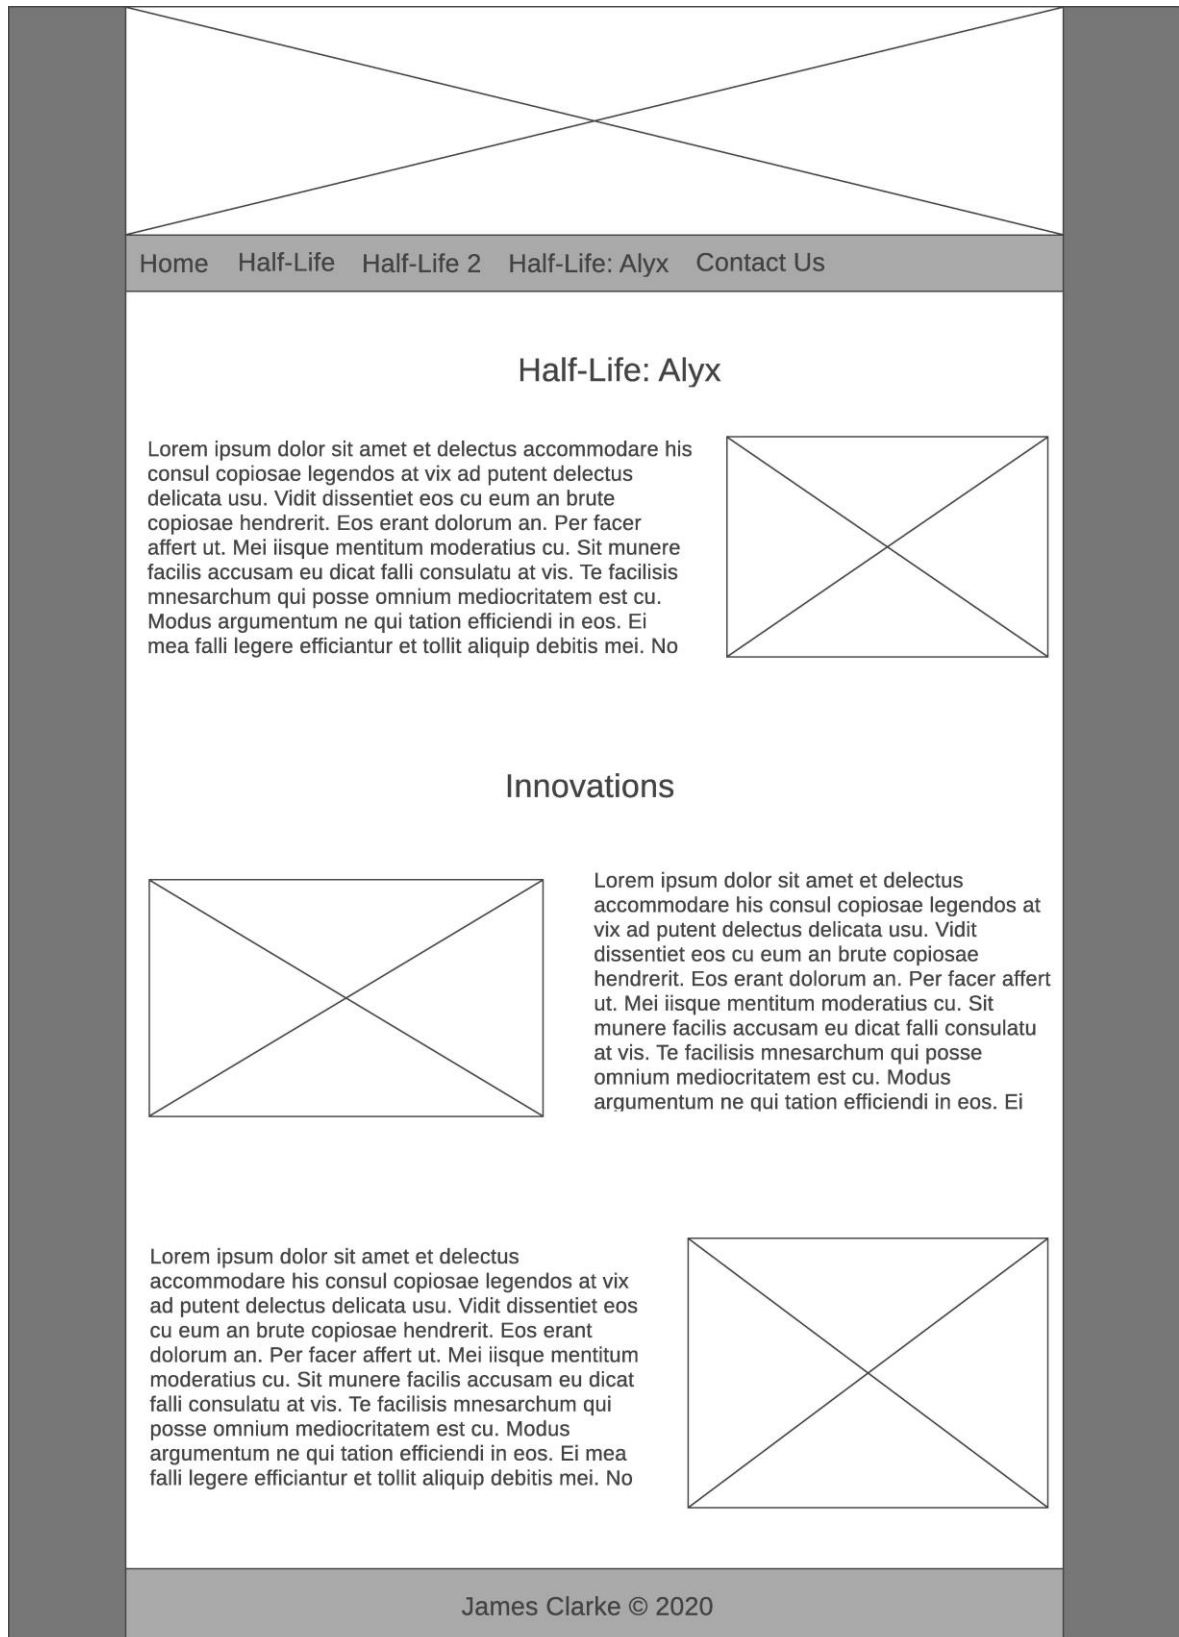 Home Half-Life Half-Life 2 Half-Life: Alyx Contact Us
Half-Life: Alyx
Lorem ipsum dolor sit amet et delectus accommodare his
consul copiosae legendos at vix ad putent delectus
delicata usu. Vidit dissentiet eos cu eum an brute
copiosae hendrerit. Eos erant dolorum an. Per facer
affert ut. Mei iisque mentitum moderatius cu. Sit munere
facilis accusam eu dicat falli consulatu at vis. Te facilisis
mnesarchum qui posse omnium mediocritatem est cu.
Modus argumentum ne qui tation efficiendi in eos. Ei
mea falli legere efficiantur et tollit aliquip debitis mei. No
Innovations
Lorem ipsum dolor sit amet et delectus
accommodare his consul copiosae legendos at
vix ad putent delectus delicata usu. Vidit
dissentiet eos cu eum an brute copiosae
hendrerit. Eos erant dolorum an. Per facer affert
ut. Mei iisque mentitum moderatius cu. Sit
munere facilis accusam eu dicat falli consulatu
at vis. Te facilisis mnesarchum qui posse
omnium mediocritatem est cu. Modus
argumentum ne qui tation efficiendi in eos. Ei
Lorem ipsum dolor sit amet et delectus
accommodare his consul copiosae legendos at vix
ad putent delectus delicata usu. Vidit dissentiet eos
cu eum an brute copiosae hendrerit. Eos erant
dolorum an. Per facer affert ut. Mei iisque mentitum
moderatius cu. Sit munere facilis accusam eu dicat
falli consulatu at vis. Te facilisis mnesarchum qui
posse omnium mediocritatem est cu. Modus
argumentum ne qui tation efficiendi in eos. Ei mea
falli legere efficiantur et tollit aliquip debitis mei. No
James Clarke © 2020